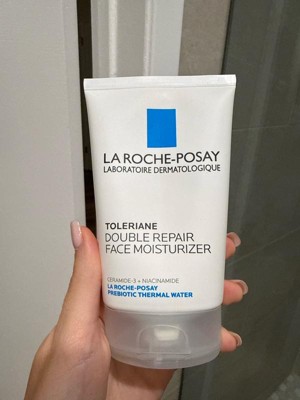 LA ROCHE-POSAY
LABORATOIRE DERMATOLOGIQUE
TOLERIANE
DOUBLE REPAIR
FACE MOISTURIZER
CERAMIDE-3 + NIACINAMIDE
LA ROCHE-POSAY
PREBIOTIC THERMAL WATER